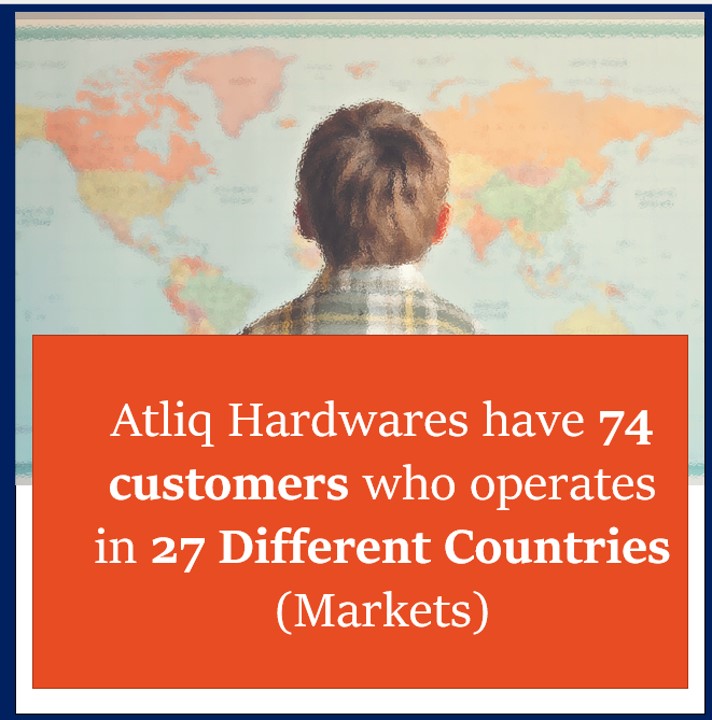 Atliq Hardwares have 74
customers who operates
in 27 Different Countries
(Markets)